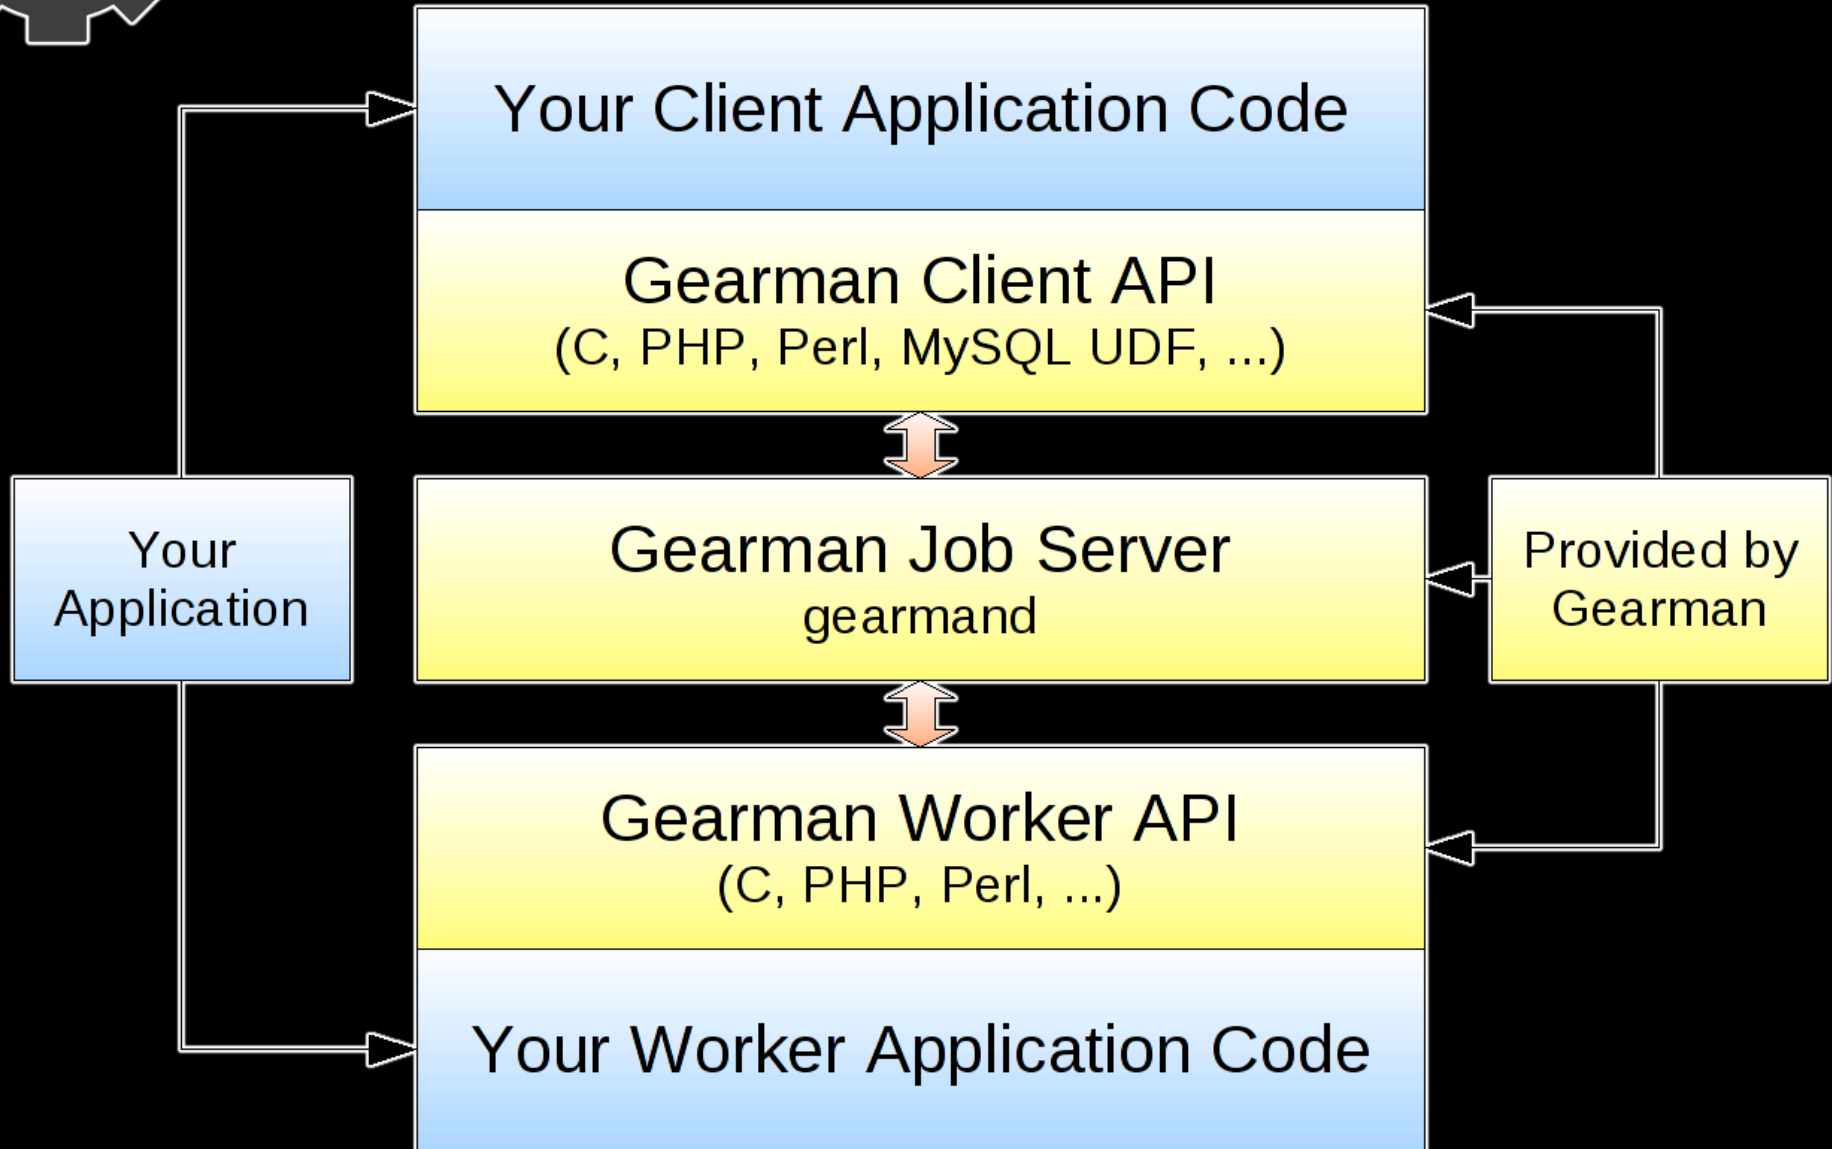 Your Client Application Code
Gearman Client API
(C, PHP, Perl, MySQL UDF, ...)
Your
Application
Gearman Job Server
gearmand
Provided by
Gearman
Gearman Worker API
(C, PHP, Perl, ...)
Your Worker Application Code